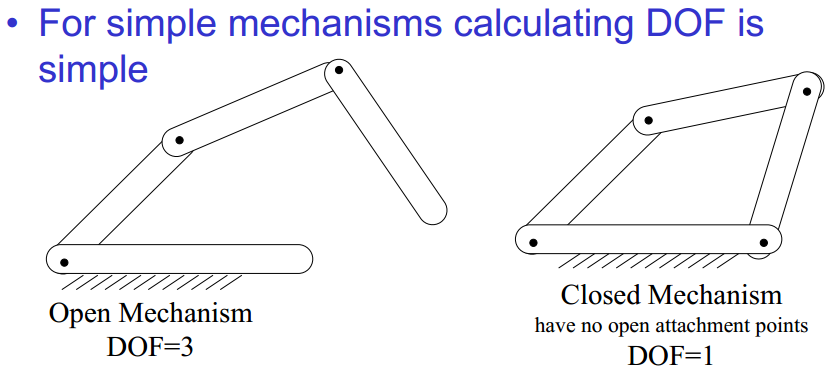 • For simple mechanisms calculating DOF is
simple
Open Mechanism
DOF=3
Closed Mechanism
have no open attachment points
DOF=1